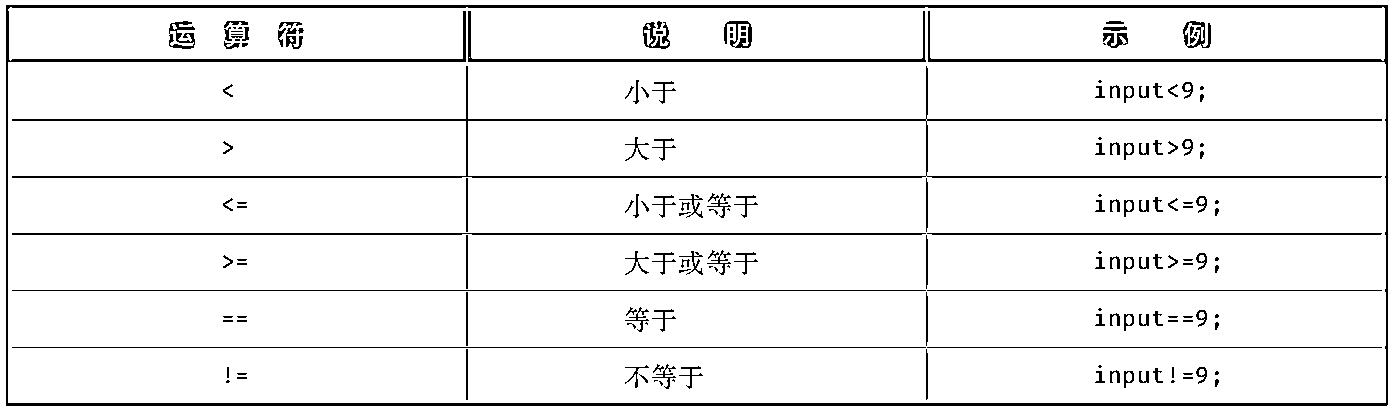 运 算 符 说 明 示 例
< 小于 input<9;
> 大于 input>9;
<= 小于或等于 input<=9;
>= 大于或等于 input>=9;
== 等于 input==9;
!= 不等于 input!=9;